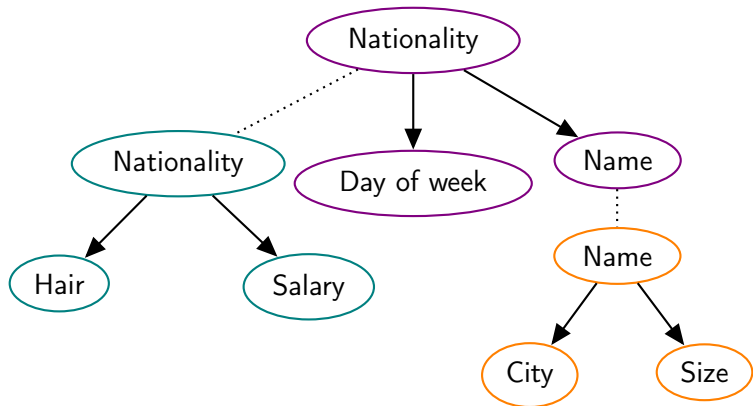 Nationality
Nationality
Day of week
Name
Hair
Salary
Name
City
Size